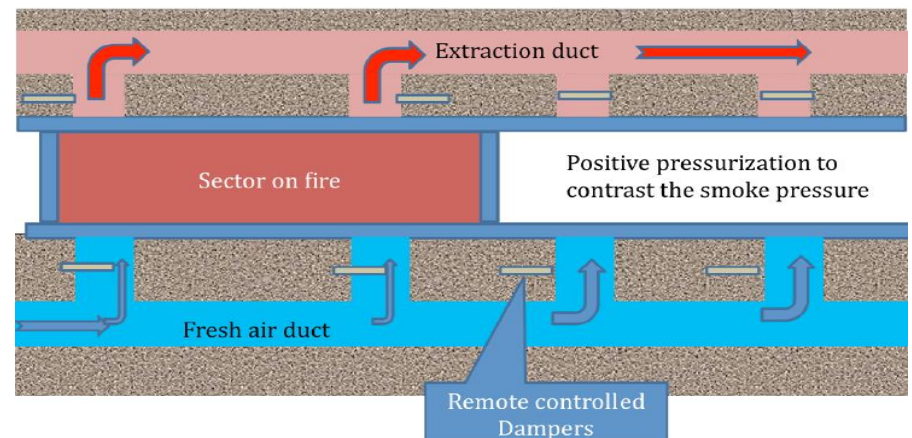 Extraction duct
Sector on fire
Positive pressurization to
contrast the smoke pressure
Fresh air duct
Remote controlled
Dampers